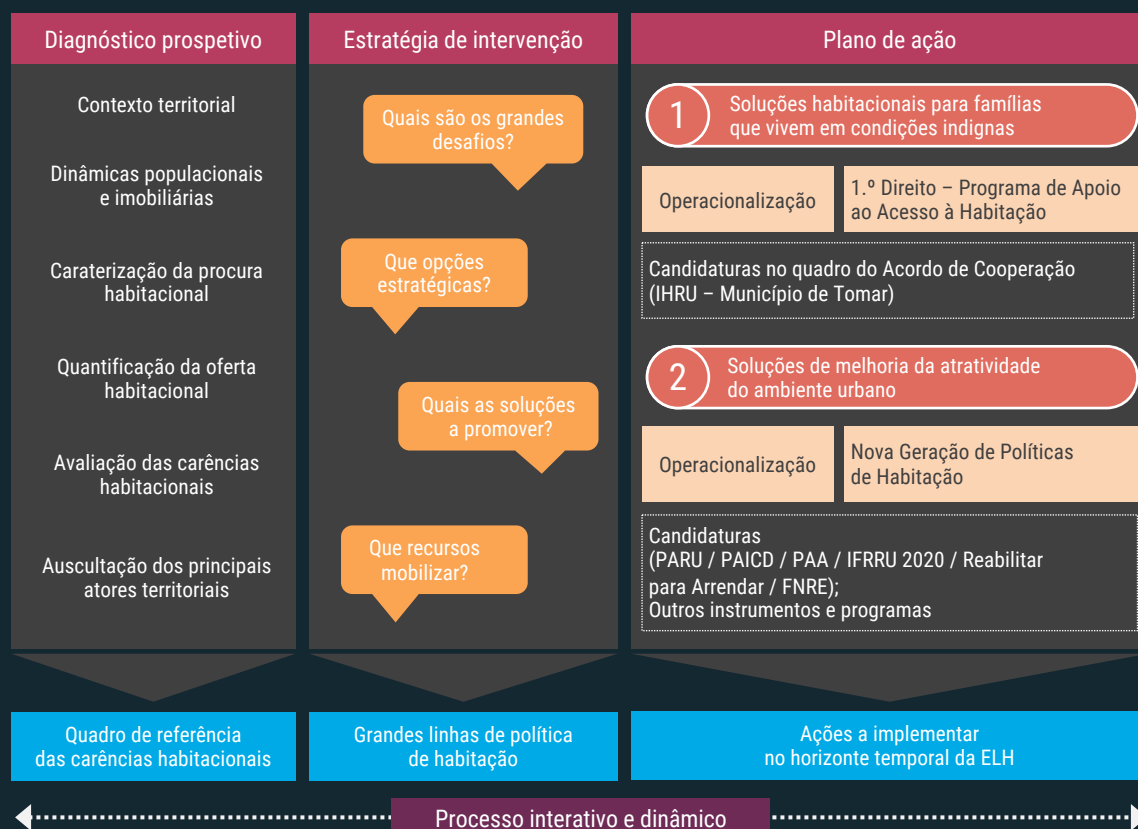 Diagnóstico prospetivo
Contexto territorial
Dinâmicas populacionais
e imobiliárias
Caraterização da procura
habitacional
Quantificação da oferta
habitacional
Avaliação das carências
habitacionais
Auscultação dos principais
atores territoriais
Quadro de referência
das carências habitacionais
Estratégia de intervenção
Quais são os grandes
desafios?
Que opções
estratégicas?
Quais as soluções
a promover?
Que recursos
mobilizar?
Grandes linhas de política
de habitação
Plano de ação
1
Soluções habitacionais para famílias
que vivem em condições indignas
Operacionalização
1.º Direito – Programa de Apoio
ao Acesso à Habitação
Candidaturas no quadro do Acordo de Cooperação
(IHRU – Município de Tomar)
2
Soluções de melhoria da atratividade
do ambiente urbano
Operacionalização
Nova Geração de Políticas
de Habitação
Candidaturas
(PARU / PAICD / PAA / IFRRU 2020 / Reabilitar
para Arrendar / FNRE);
Outros instrumentos e programas
Ações a implementar
no horizonte temporal da ELH
Processo interativo e dinâmico